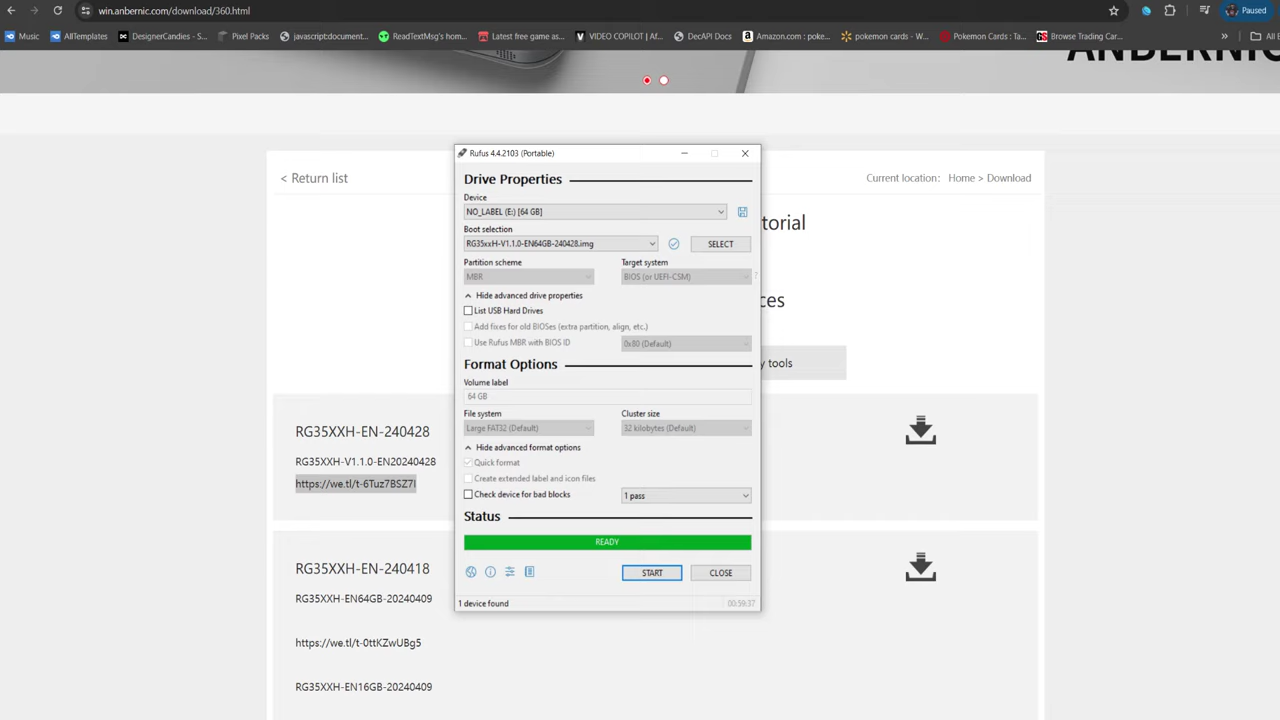 win.anbernic.com/download/360.html
Paused
Music
AllTemplates
DesignerCandies - S...
Pixel Packs
javascriptdocument...
ReadTextMsg's hom...
Latest free game as...
VIDEO COPILOT | Af...
DecAPI Docs
Amazon.com : poke...
pokemon cards - W...
Pokemon Cards : Ta...
Browse Trading Car...
»
All B
ANBERNIC
< Return list
Current location: Home > Download
torial
ces
y tools
Rufus 4.4.2103 (Portable)
Drive Properties
Device
NO_LABEL (E:) [64 GB]
Boot selection
RG35xxH-V1.1.0-EN64GB-240428.img
SELECT
Partition scheme
Target system
MBR
BIOS (or UEFI-CSM)
?
Hide advanced drive properties
List USB Hard Drives
Add fixes for old BIOSes (extra partition, align, etc.)
Use Rufus MBR with BIOS ID
0x80 (Default)
Format Options
Volume label
64 GB
File system
Cluster size
Large FAT32 (Default)
32 kilobytes (Default)
Hide advanced format options
Quick format
Create extended label and icon files
Check device for bad blocks
1 pass
Status
READY
START
CLOSE
1 device found
00:59:37
RG35XXH-EN-240428
RG35XXH-V1.1.0-EN20240428
https://we.tl/t-6Tuz7BSZ7I
RG35XXH-EN-240418
RG35XXH-EN64GB-20240409
https://we.tl/t-0ttKZwUBg5
RG35XXH-EN16GB-20240409